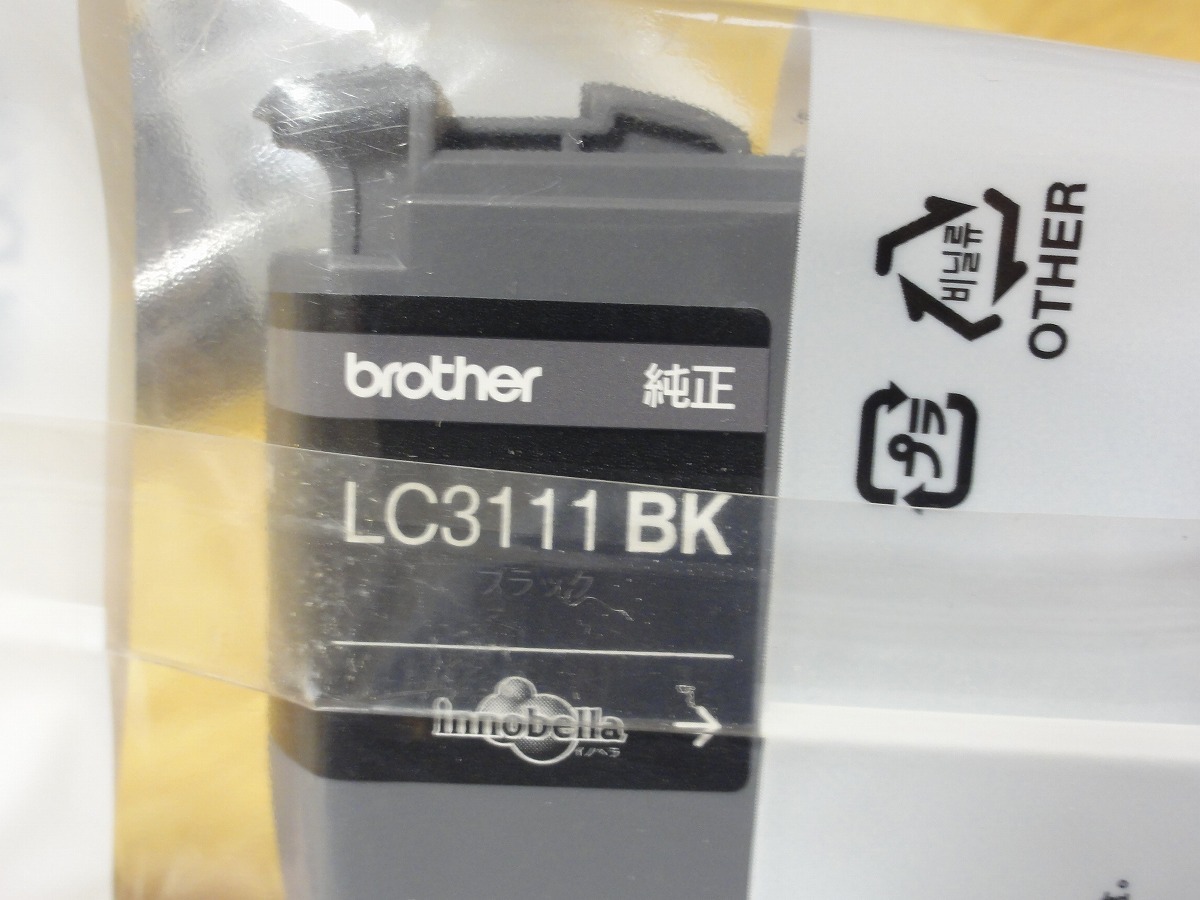 brother 純正
LC3111 BK
ブラック
innobella
イノベラ
비닐류
OTHER
プラ